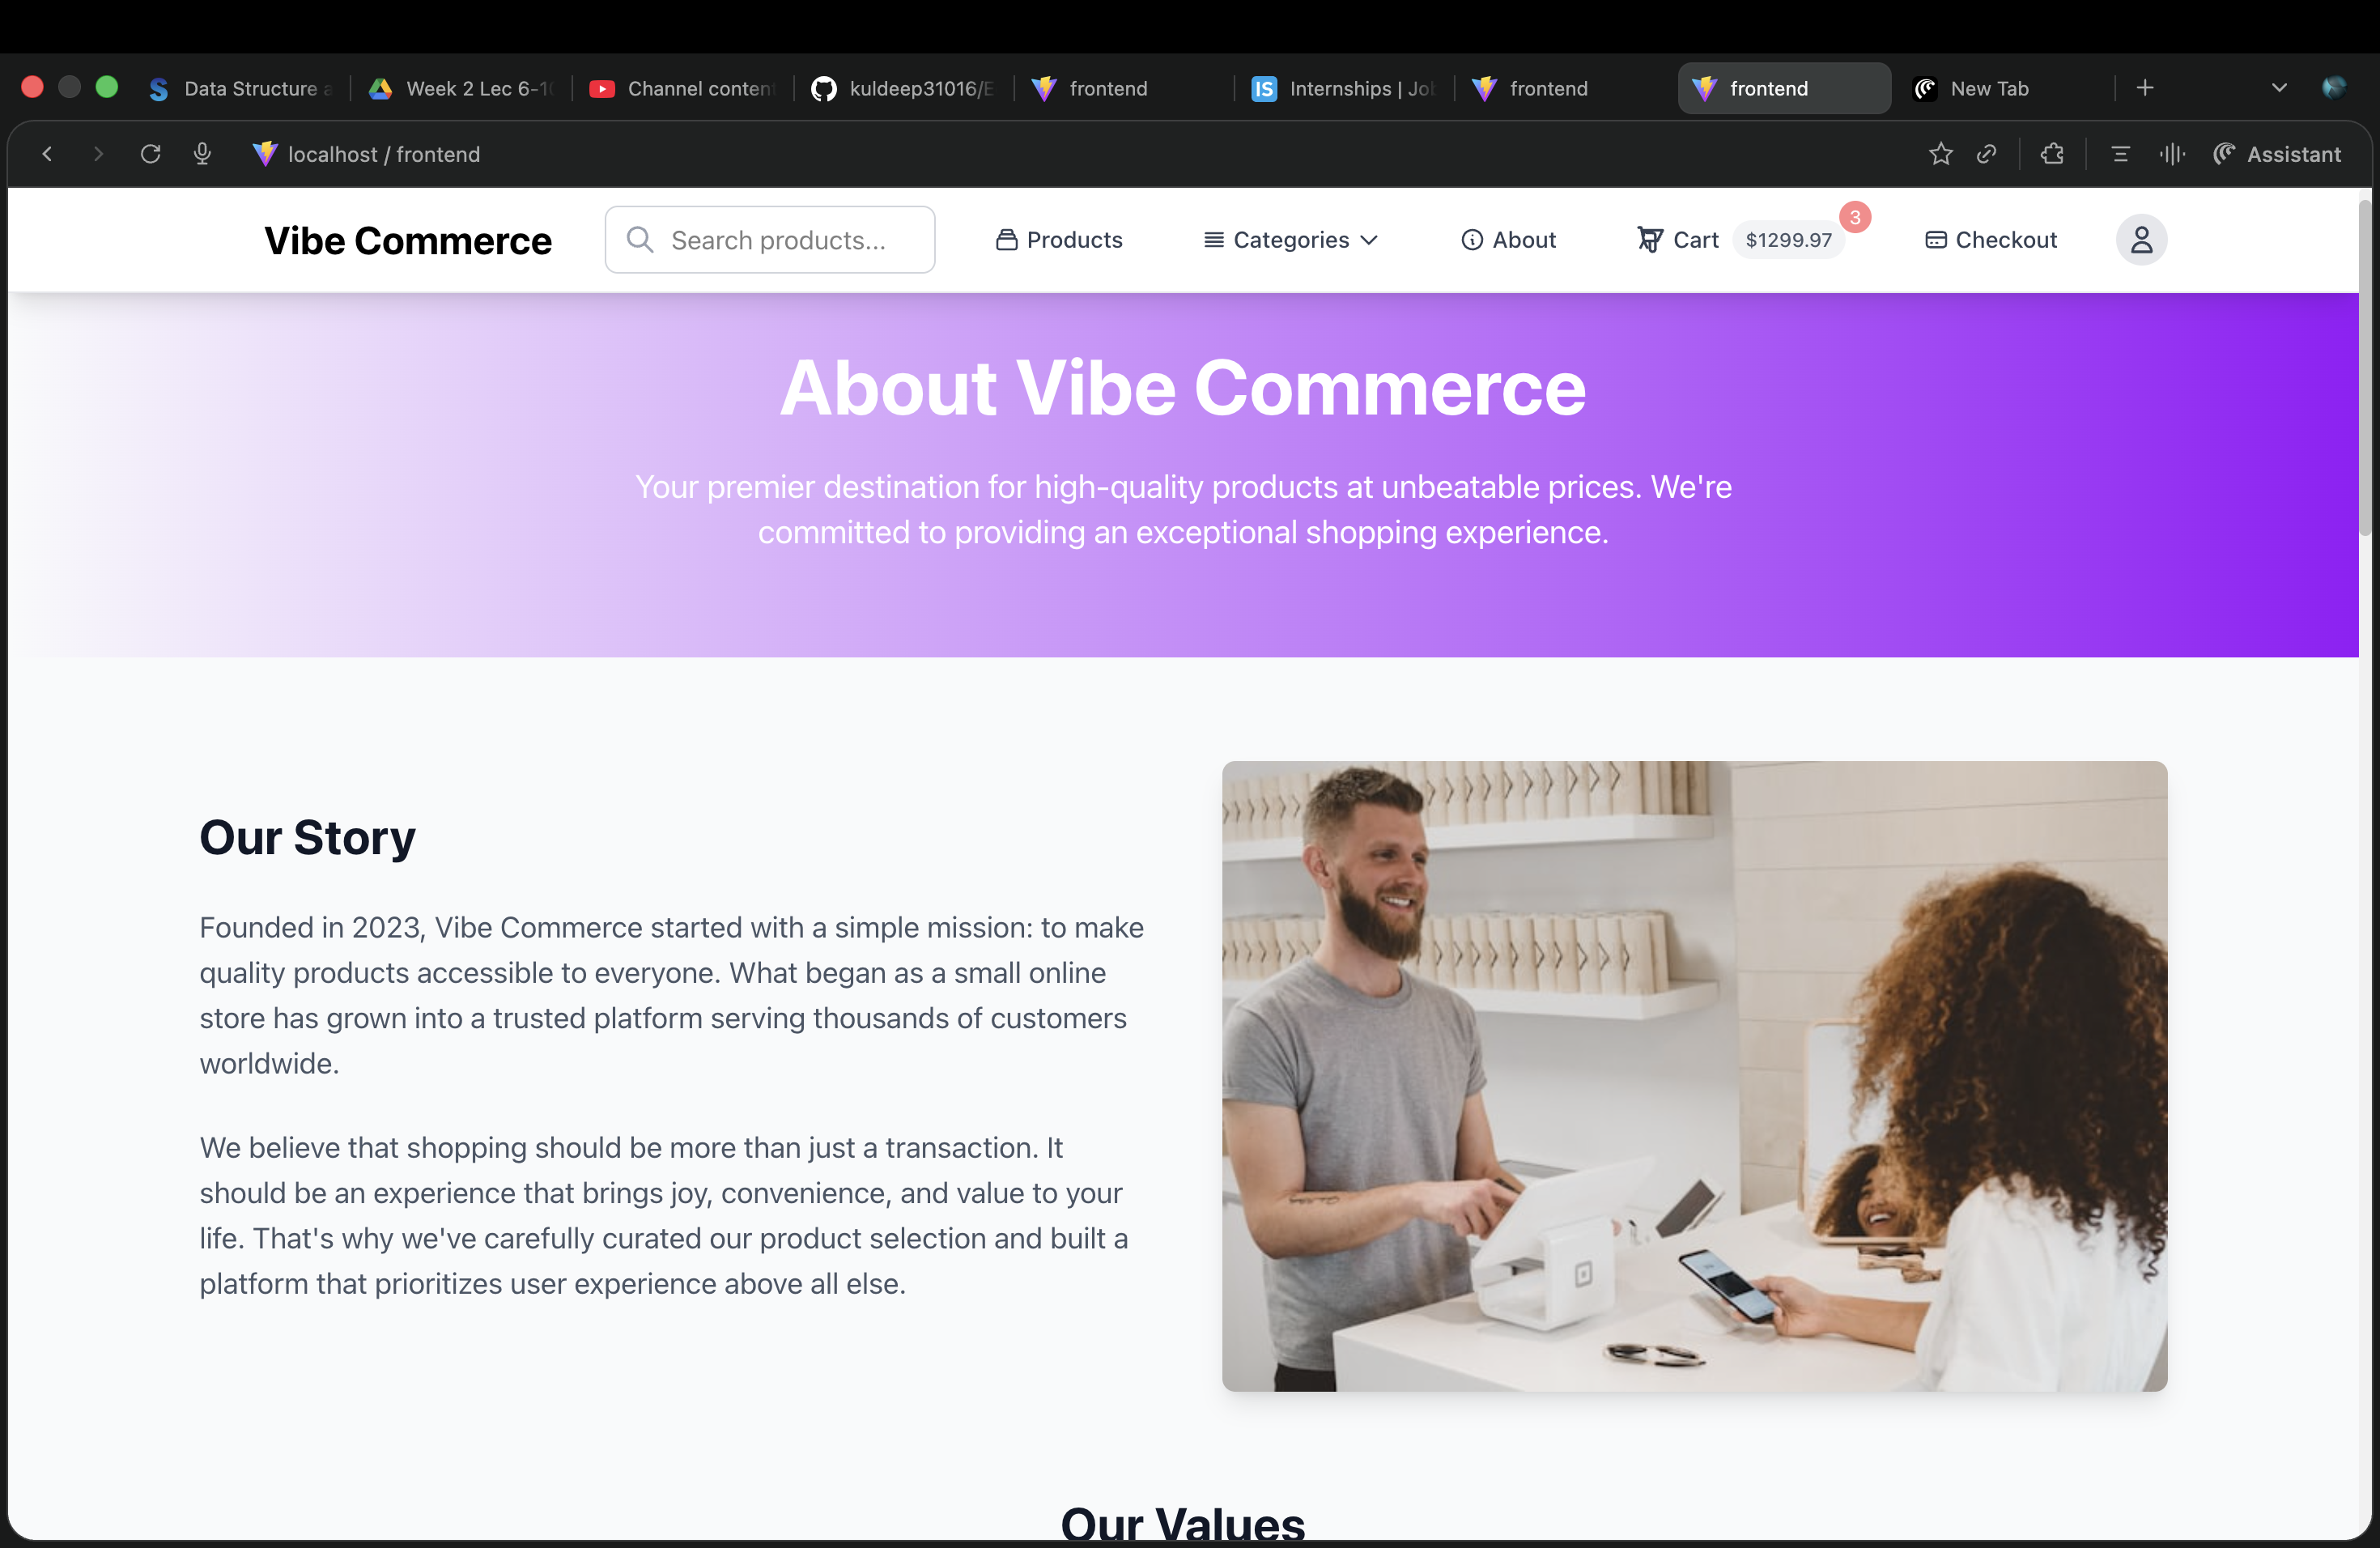 Data Structure a
Week 2 Lec 6-10
Channel content
kuldeep31016/E
frontend
IS
Internships | Job
frontend
frontend
New Tab
localhost / frontend
Assistant
Vibe Commerce
Search products...
Products
Categories
About
Cart
$1299.97
3
Checkout
About Vibe Commerce
Your premier destination for high-quality products at unbeatable prices. We're
committed to providing an exceptional shopping experience.
Our Story
Founded in 2023, Vibe Commerce started with a simple mission: to make
quality products accessible to everyone. What began as a small online
store has grown into a trusted platform serving thousands of customers
worldwide.
We believe that shopping should be more than just a transaction. It
should be an experience that brings joy, convenience, and value to your
life. That's why we've carefully curated our product selection and built a
platform that prioritizes user experience above all else.
Our Values